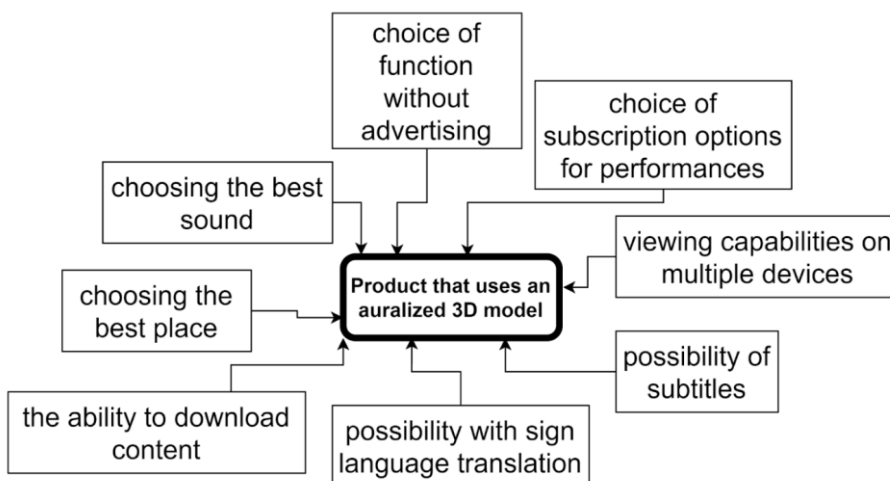 choice of
function
without
advertising
choice of
subscription options
for performances
choosing the best
sound
viewing capabilities on
multiple devices
Product that uses an
auralized 3D model
choosing the
best place
possibility of
subtitles
the ability to download
content
possibility with sign
language translation